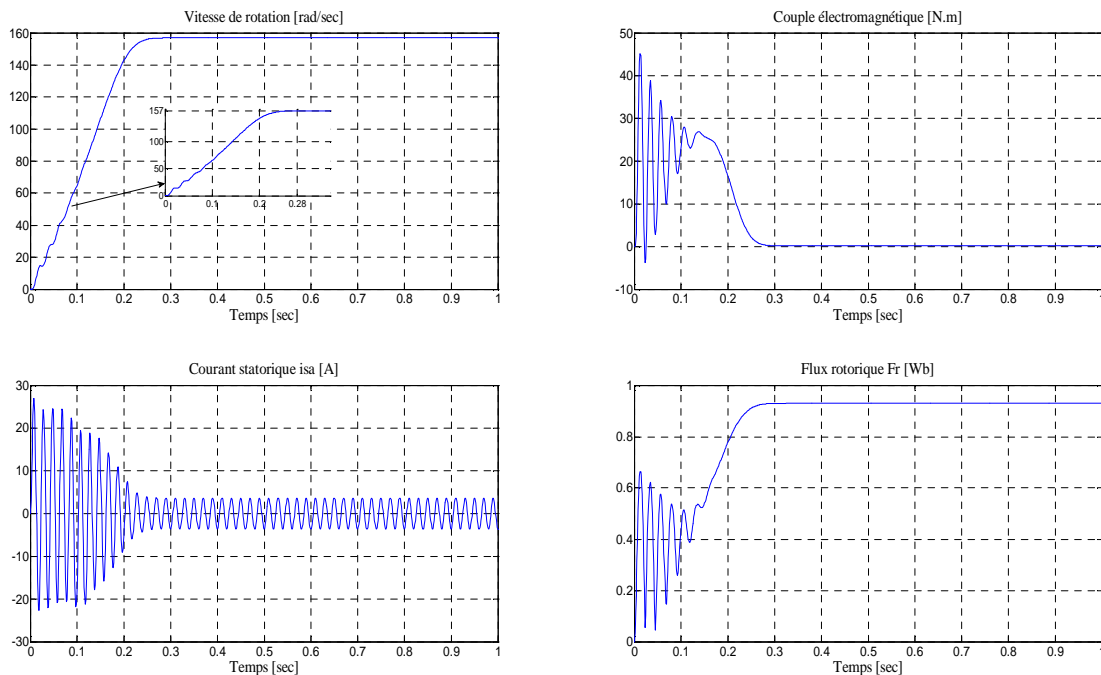 Vitesse de rotation [rad/sec]
160
140
120
100
80
60
40
20
0
157
100
50
0
0 0.1 0.2 0.28
0 0.1 0.2 0.3 0.4 0.5 0.6 0.7 0.8 0.9 1
Temps [sec]
Couple électromagnétique [N.m]
50
40
30
20
10
0
-10
0 0.1 0.2 0.3 0.4 0.5 0.6 0.7 0.8 0.9 1
Temps [sec]
Courant statorique isa [A]
30
20
10
0
-10
-20
-30
0 0.1 0.2 0.3 0.4 0.5 0.6 0.7 0.8 0.9 1
Temps [sec]
Flux rotorique Fr [Wb]
1
0.8
0.6
0.4
0.2
0
0 0.1 0.2 0.3 0.4 0.5 0.6 0.7 0.8 0.9 1
Temps [sec]